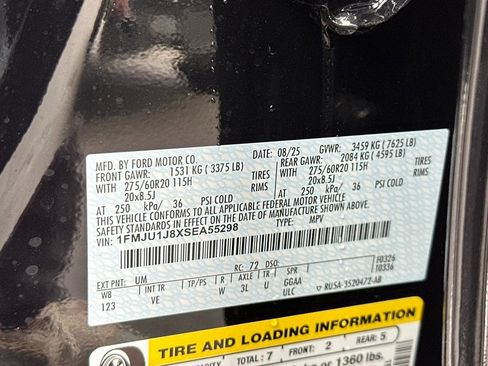 MFD. BY FORD MOTOR CO.
DATE: 08/25 GVWR: 3459 KG (7625 LB)
FRONT GAWR: 1531 KG (3375 LB) REAR GAWR: 2084 KG (4595 LB)
WITH 275/60R20 115H TIRES WITH 275/60R20 115H TIRES
20x8.5J RIMS 20x8.5J RIMS
AT 250 kPa/ 36 PSI COLD AT 250 kPa/ 36 PSI COLD
THIS VEHICLE CONFORMS TO ALL APPLICABLE FEDERAL MOTOR VEHICLE
SAFETY STANDARDS IN EFFECT ON THE DATE OF MANUFACTURE SHOWN ABOVE.
VIN: 1FMJU1J8XSEA55298 TYPE: MPV
F0326
T0336
EXT PNT: UM RC: 72 DSO:
WB INT TR TP/PS R AXLE TR SPR
123 VE W 3L U GGAA
ULC RUSA-3520472-AB
TIRE AND LOADING INFORMATION
TOTAL: 7 FRONT: 2 REAR: 5
kg or 1360 lbs.